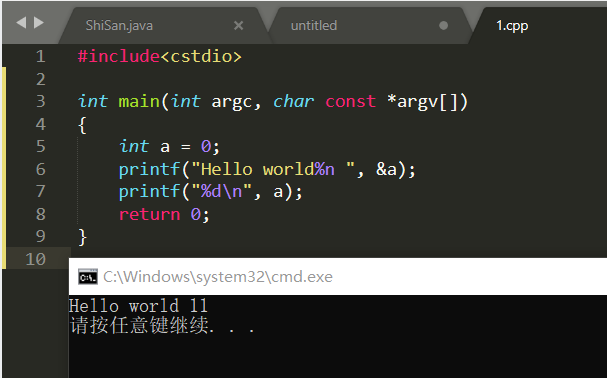 ShiSan.java
untitled
1.cpp
1 #include<cstdio>
2
3 int main(int argc, char const *argv[])
4 {
5 int a = 0;
6 printf("Hello world%n ", &a);
7 printf("%d\n", a);
8 return 0;
9 }
10
C:\Windows\system32\cmd.exe
Hello world 11
请按任意键继续. . .